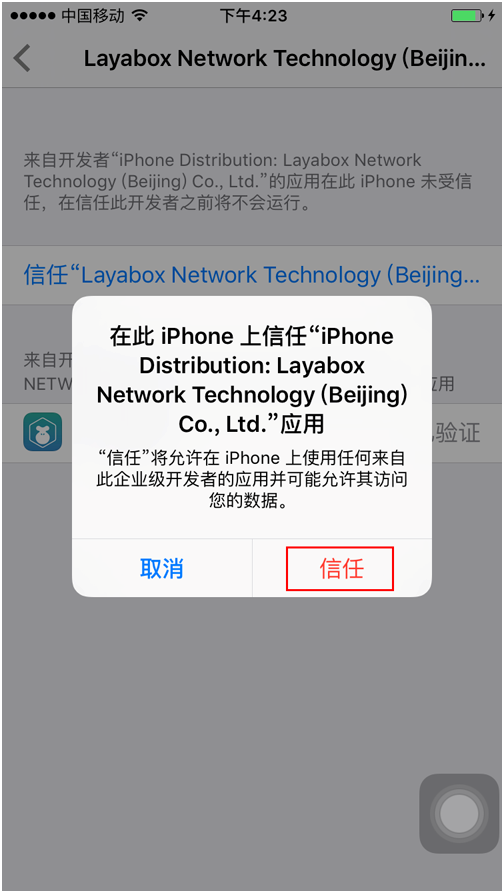 中国移动 下午4:23
Layabox Network Technology (Beijin...
来自开发者“iPhone Distribution: Layabox Network
Technology (Beijing) Co., Ltd.”的应用在此 iPhone 未受信
任，在信任此开发者之前将不会运行。
信任“Layabox Network Technology (Beijing...
在此 iPhone 上信任“iPhone
Distribution: Layabox
Network Technology (Beijing)
Co., Ltd.”应用
“信任”将允许在 iPhone 上使用任何来自
此企业级开发者的应用并可能允许其访问
您的数据。
取消 信任
来自开
NETW 应用
验证